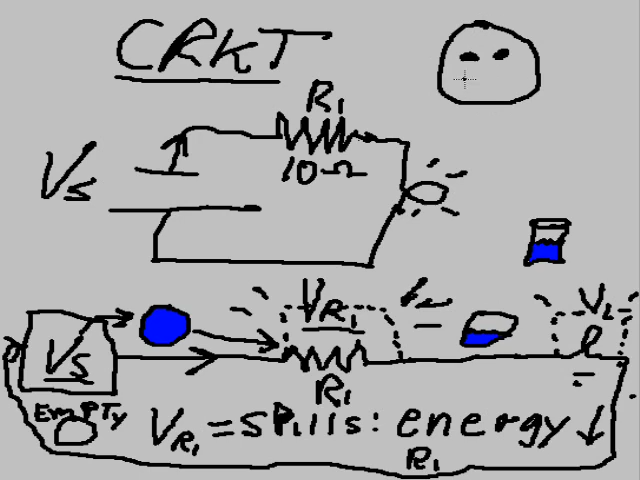 CRKT
R1
10Ω
Vs
VR1
VL
Vs
R1
EMPTY
VR1 = spills: energy ↓
R1